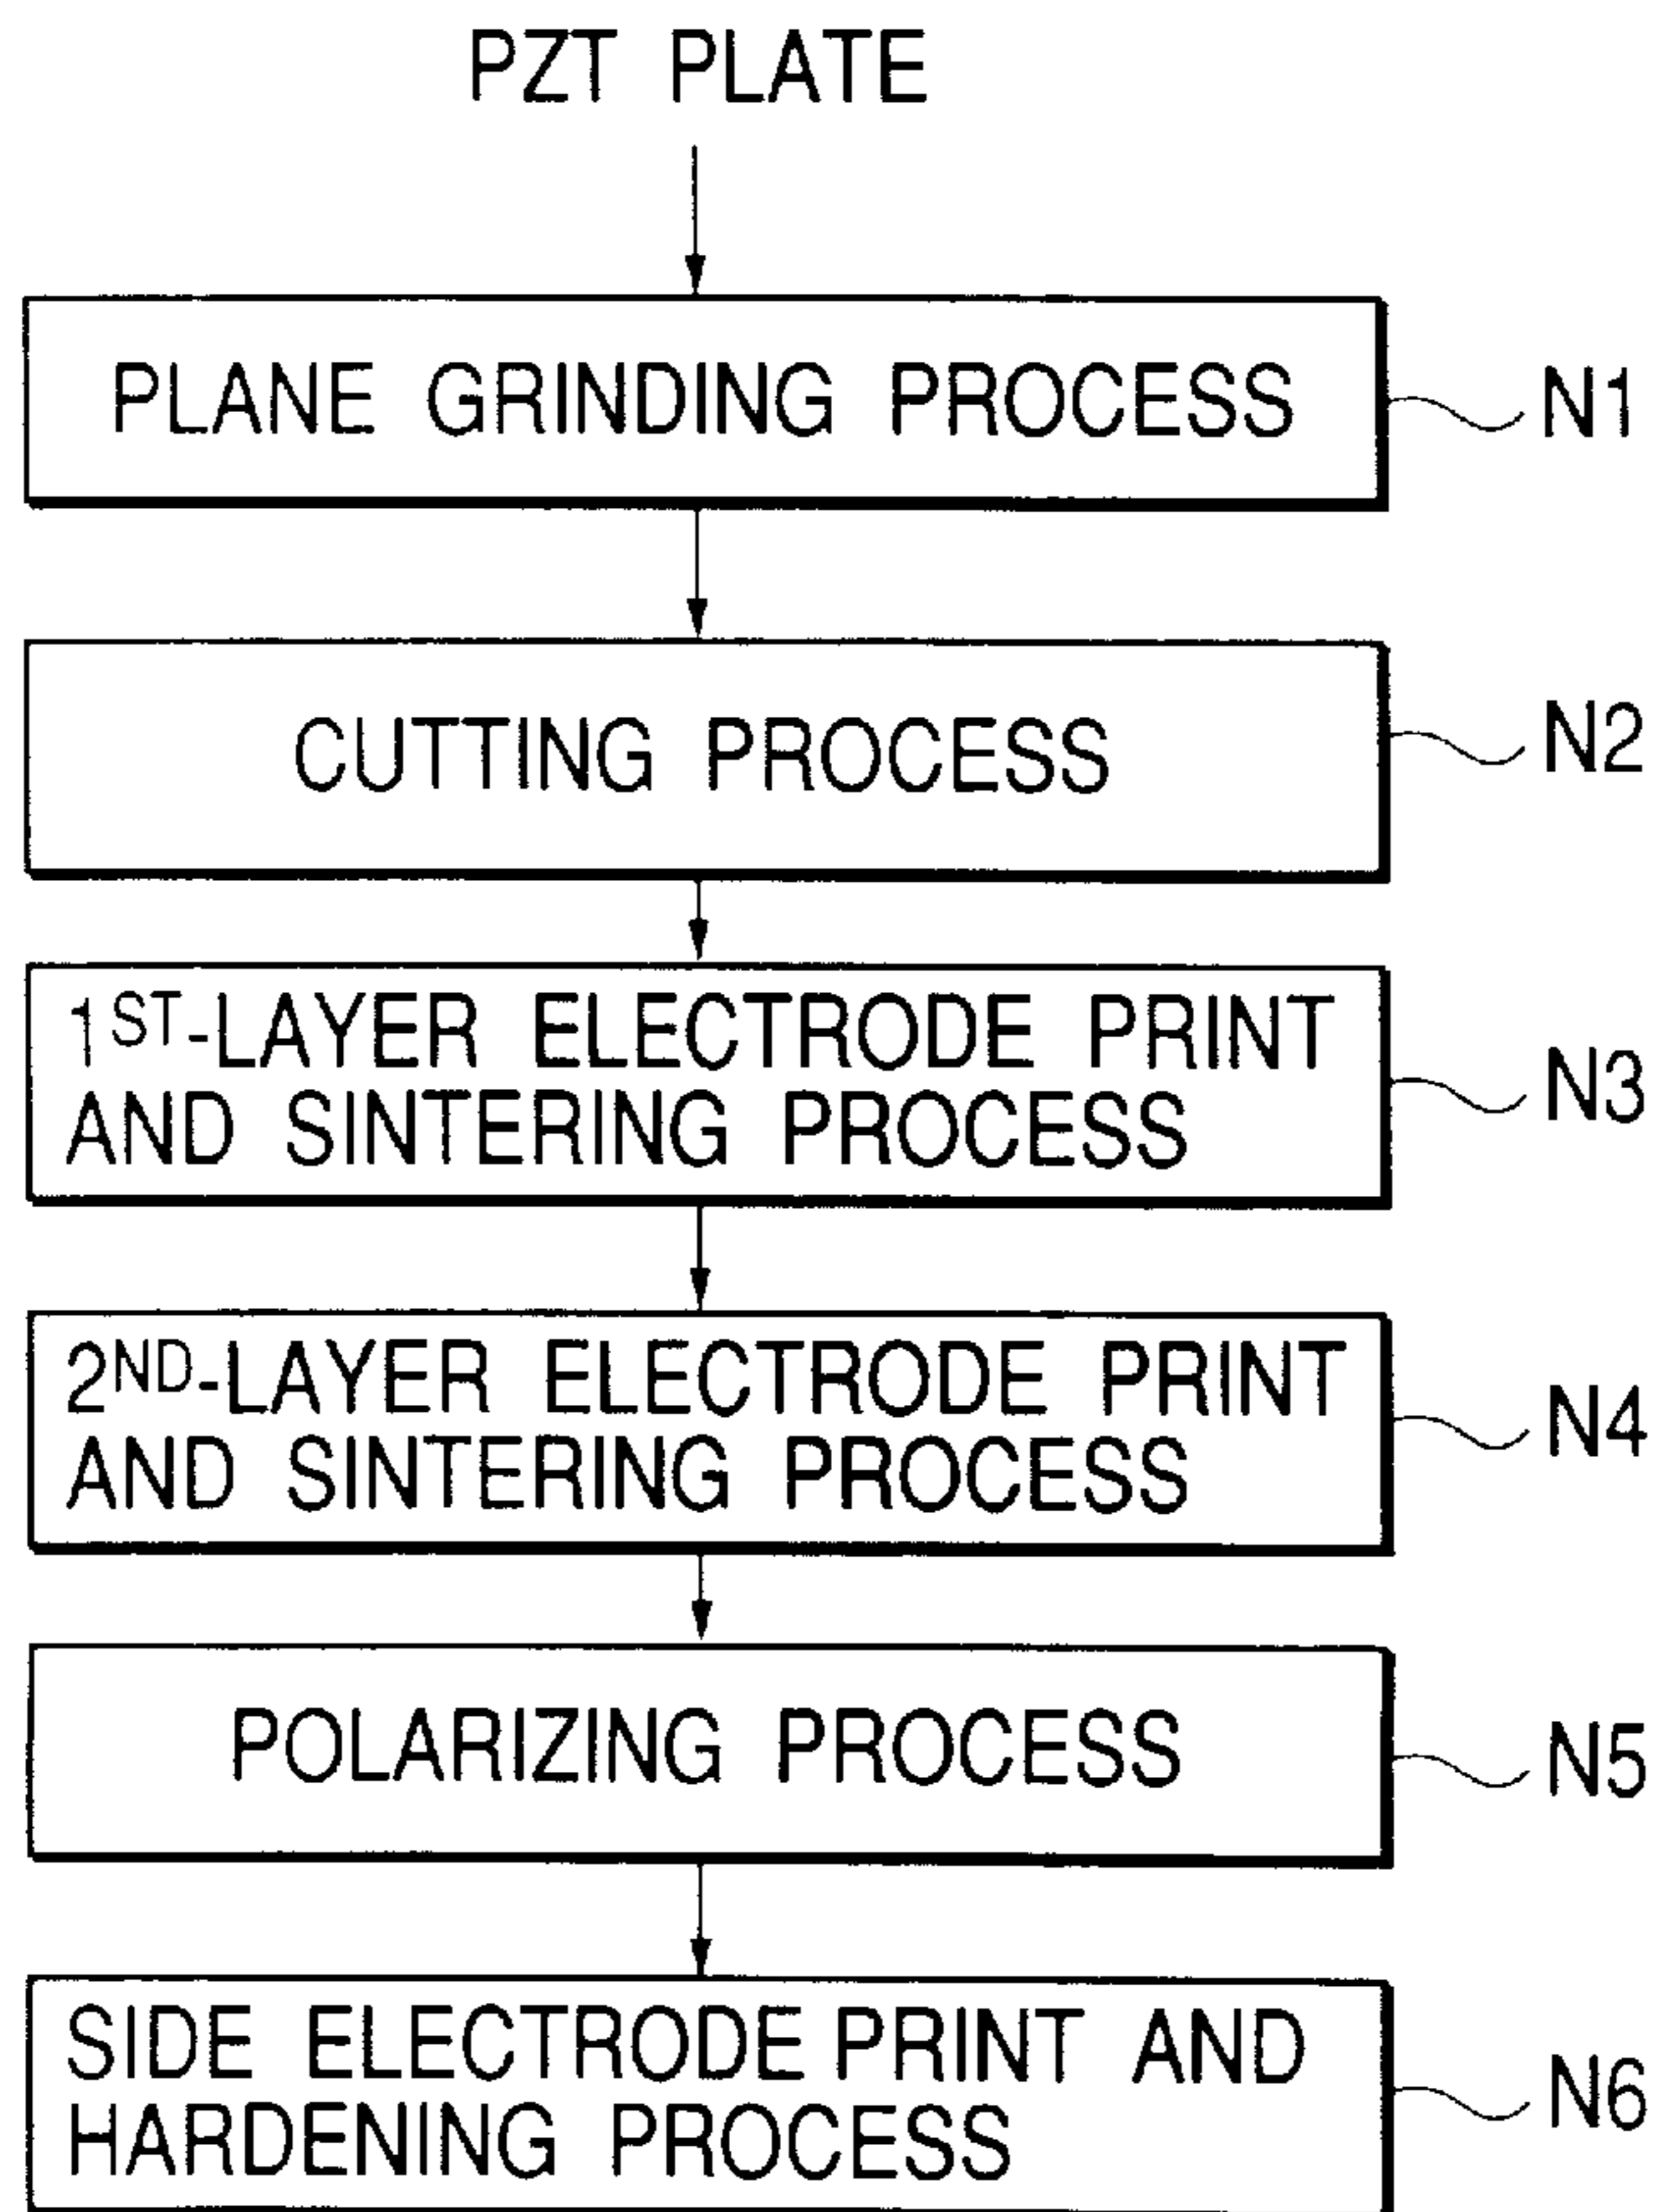 PZT PLATE
PLANE GRINDING PROCESS
N1
CUTTING PROCESS
N2
1ST-LAYER ELECTRODE PRINT
AND SINTERING PROCESS
N3
2ND-LAYER ELECTRODE PRINT
AND SINTERING PROCESS
N4
POLARIZING PROCESS
N5
SIDE ELECTRODE PRINT AND
HARDENING PROCESS
N6